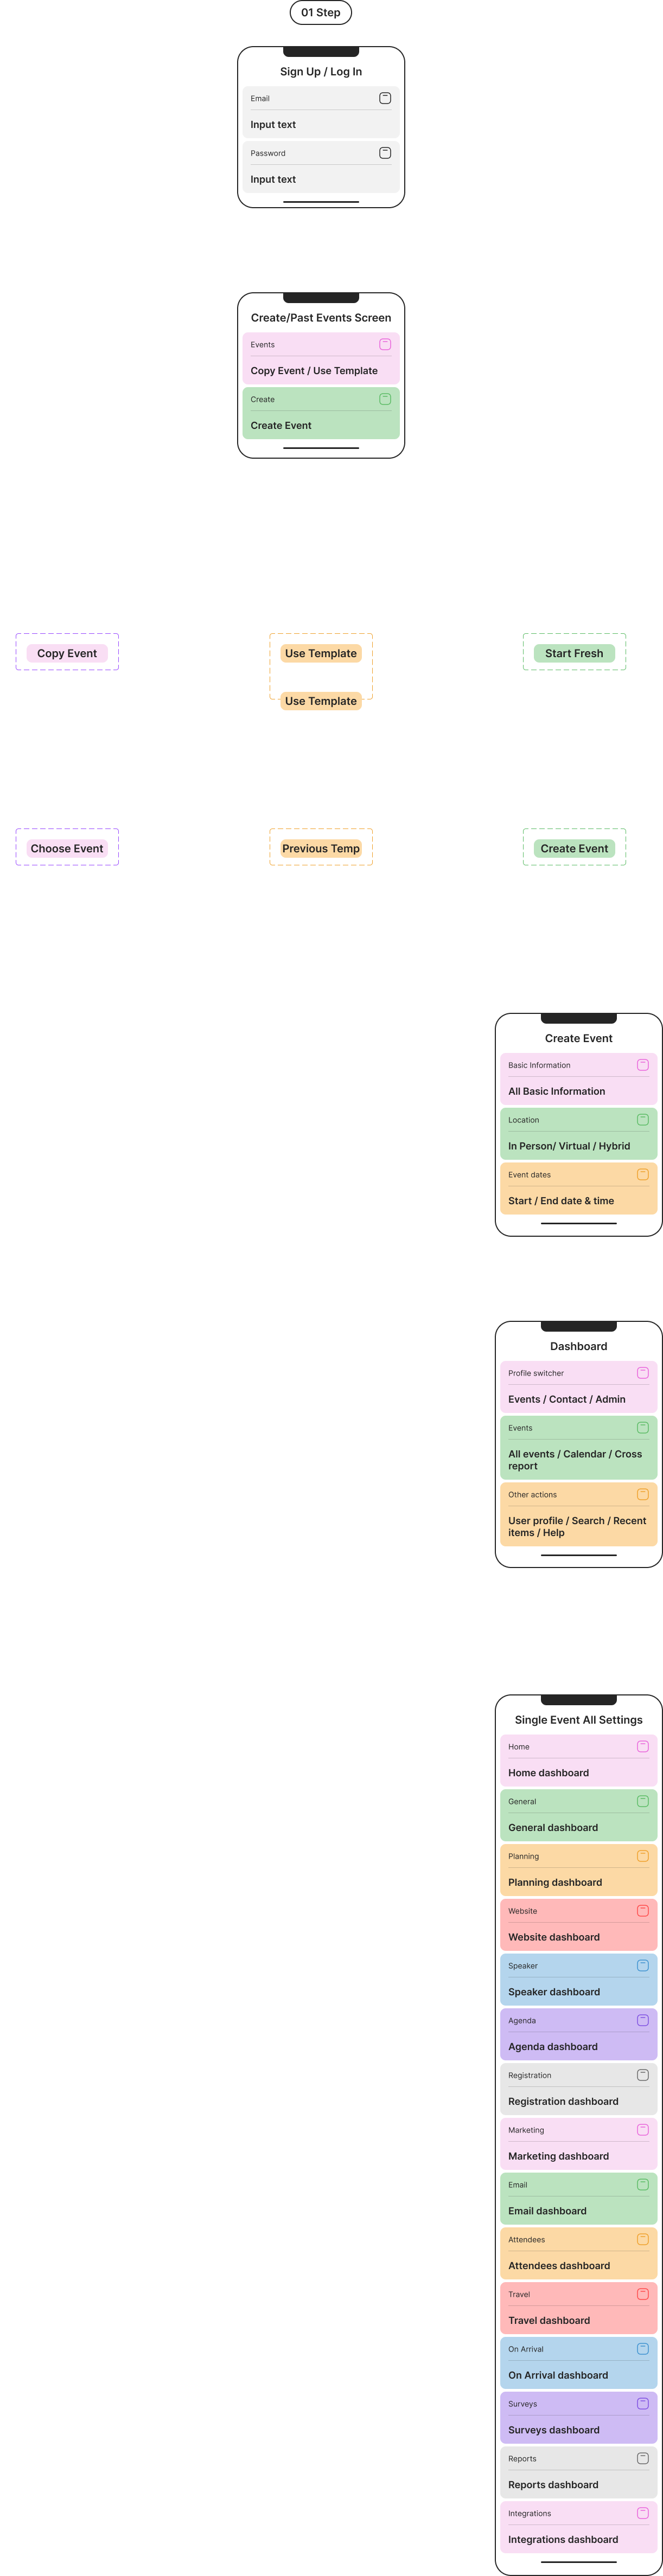 01 Step
Sign Up / Log In
Email
Input text
Password
Input text
Create/Past Events Screen
Events
Copy Event / Use Template
Create
Create Event
Copy Event
Use Template
Start Fresh
Use Template
Choose Event
Previous Temp
Create Event
Create Event
Basic Information
All Basic Information
Location
In Person/ Virtual / Hybrid
Event dates
Start / End date & time
Dashboard
Profile switcher
Events / Contact / Admin
Events
All events / Calendar / Cross
report
Other actions
User profile / Search / Recent
items / Help
Single Event All Settings
Home
Home dashboard
General
General dashboard
Planning
Planning dashboard
Website
Website dashboard
Speaker
Speaker dashboard
Agenda
Agenda dashboard
Registration
Registration dashboard
Marketing
Marketing dashboard
Email
Email dashboard
Attendees
Attendees dashboard
Travel
Travel dashboard
On Arrival
On Arrival dashboard
Surveys
Surveys dashboard
Reports
Reports dashboard
Integrations
Integrations dashboard